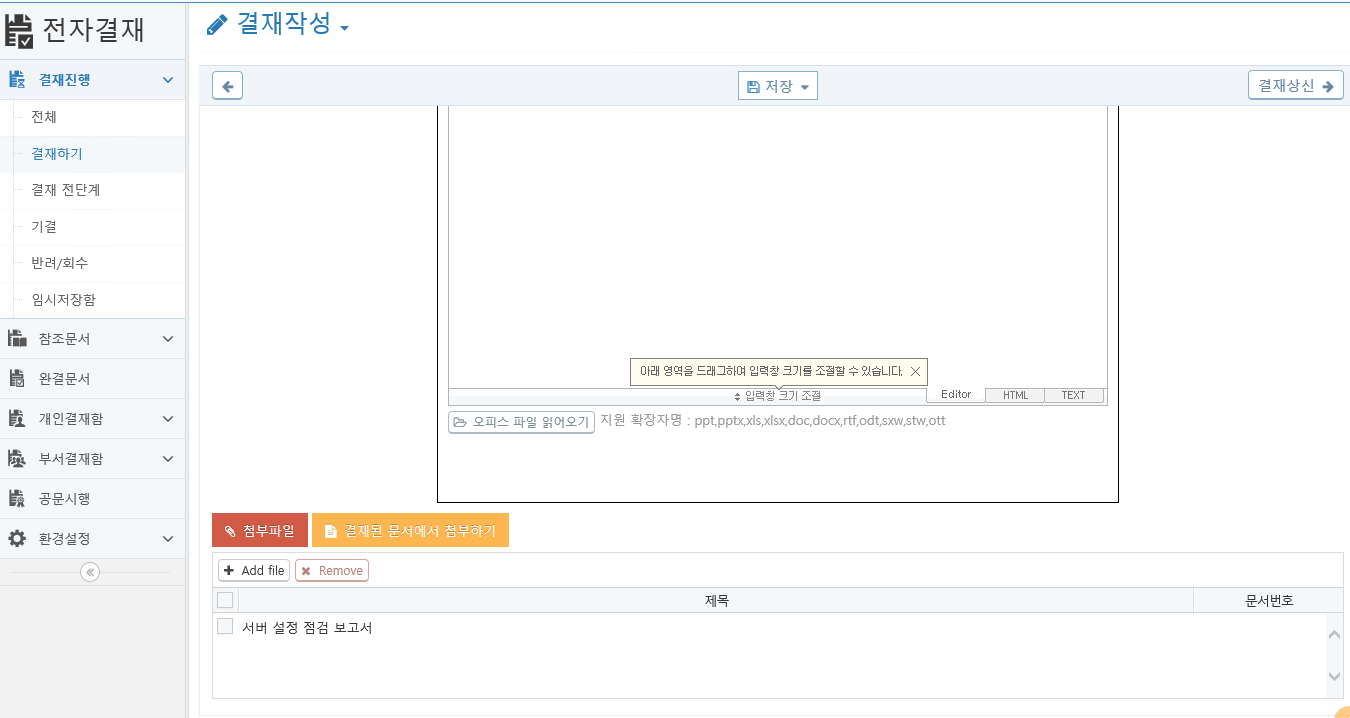 전자결재
결재진행
전체
결재하기
결재 전단계
기결
반려/회수
임시저장함
참조문서
완결문서
개인결재함
부서결재함
공문시행
환경설정
결재작성
저장
결재상신
아래 영역을 드래그하여 입력창 크기를 조절할 수 있습니다.
입력창 크기 조절
Editor HTML TEXT
오피스 파일 읽어오기 지원 확장자명 : ppt,pptx,xls,xlsx,doc,docx,rtf,odt,sxw,stw,ott
첨부파일 결재된 문서에서 첨부하기
Add file Remove
제목 문서번호
서버 설정 점검 보고서